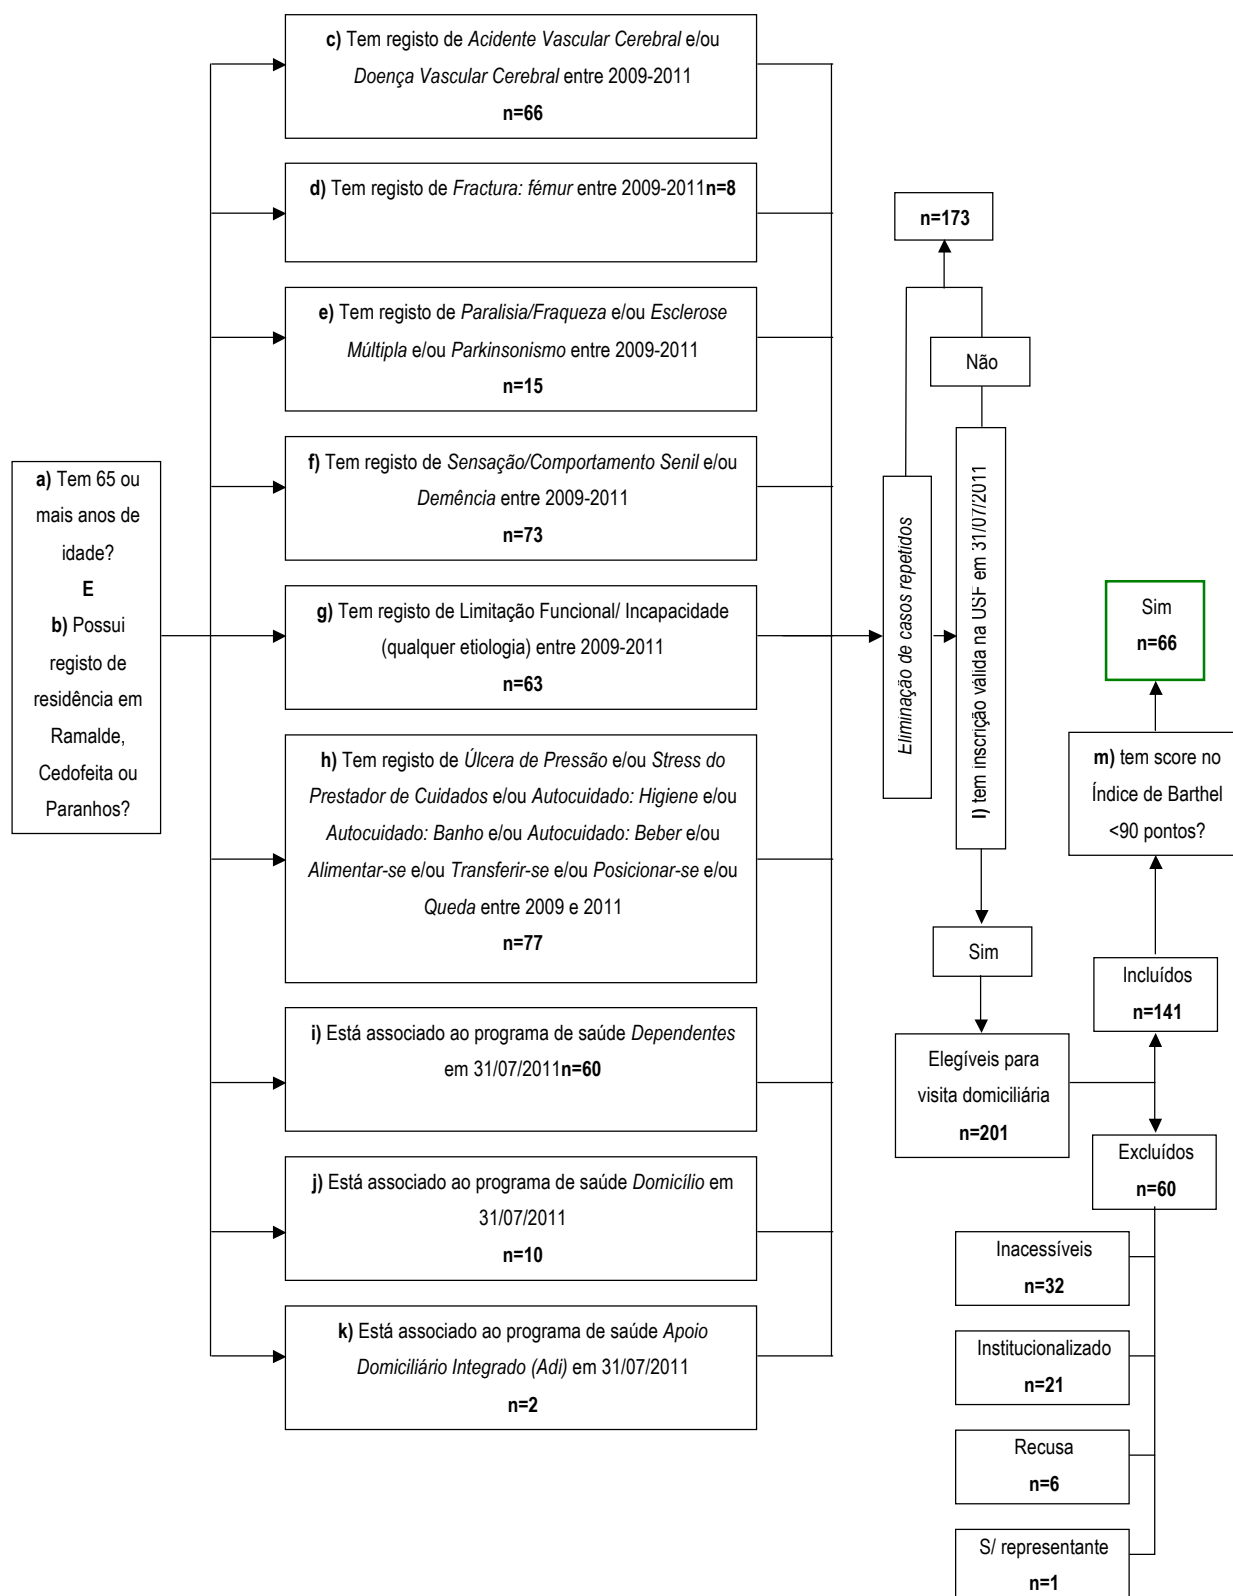 a) Tem 65 ou
mais anos de
idade?
E
b) Possui
registo de
residência em
Ramalde,
Cedofeita ou
Paranhos?
c) Tem registo de Acidente Vascular Cerebral e/ou
Doença Vascular Cerebral entre 2009-2011
n=66
d) Tem registo de Fractura: fémur entre 2009-2011n=8
e) Tem registo de Paralisia/Fraqueza e/ou Esclerose
Múltipla e/ou Parkinsonismo entre 2009-2011
n=15
f) Tem registo de Sensação/Comportamento Senil e/ou
Demência entre 2009-2011
n=73
g) Tem registo de Limitação Funcional/ Incapacidade
(qualquer etiologia) entre 2009-2011
n=63
h) Tem registo de Úlcera de Pressão e/ou Stress do
Prestador de Cuidados e/ou Autocuidado: Higiene e/ou
Autocuidado: Banho e/ou Autocuidado: Beber e/ou
Alimentar-se e/ou Transferir-se e/ou Posicionar-se e/ou
Queda entre 2009 e 2011
n=77
i) Está associado ao programa de saúde Dependentes
em 31/07/2011n=60
j) Está associado ao programa de saúde Domicílio em
31/07/2011
n=10
k) Está associado ao programa de saúde Apoio
Domiciliário Integrado (Adi) em 31/07/2011
n=2
Eliminação de casos repetidos
n=173
Não
l) tem inscrição válida na USF em 31/07/2011
Sim
Elegíveis para
visita domiciliária
n=201
Sim
n=66
m) tem score no
Índice de Barthel
<90 pontos?
Incluídos
n=141
Excluídos
n=60
Inacessíveis
n=32
Institucionalizado
n=21
Recusa
n=6
S/ representante
n=1